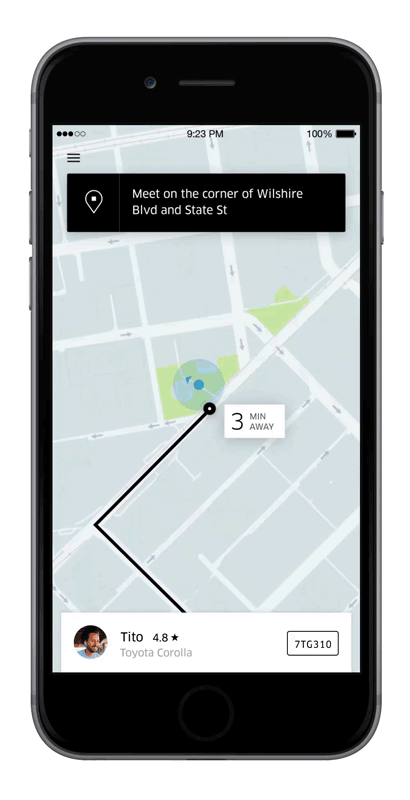 9:23 PM
100%
Meet on the corner of Wilshire
Blvd and State St
3 MIN
AWAY
Tito 4.8 ★
Toyota Corolla
7TG310